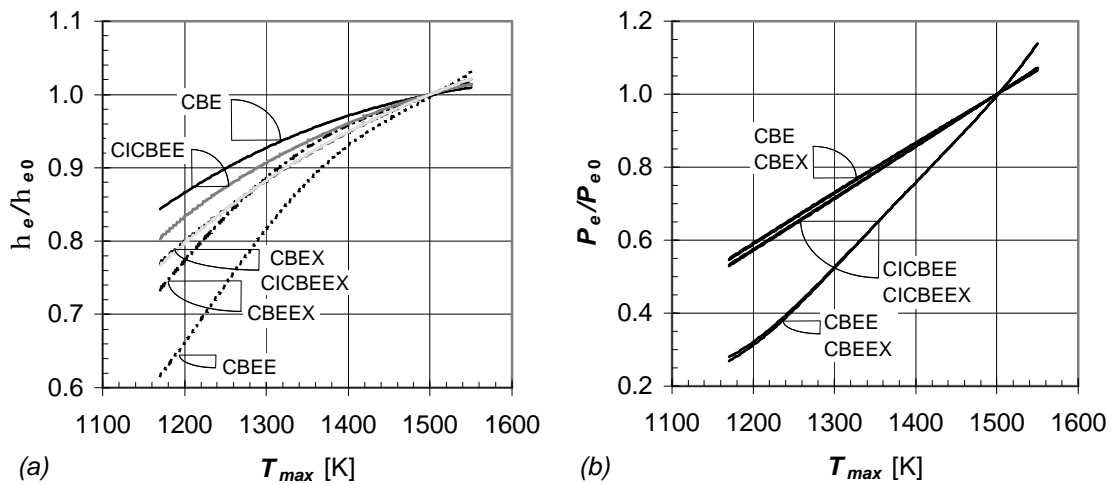 1.1
1.0
0.9
0.8
0.7
0.6
h e/h e0
CBE
CICBEE
CBEX
CICBEEX
CBEEX
CBEE
1100 1200 1300 1400 1500 1600
(a)
T max [K]
1.2
1.0
0.8
0.6
0.4
0.2
P e/P e0
CBE
CBEX
CICBEE
CICBEEX
CBEE
CBEEX
1100 1200 1300 1400 1500 1600
(b)
T max [K]